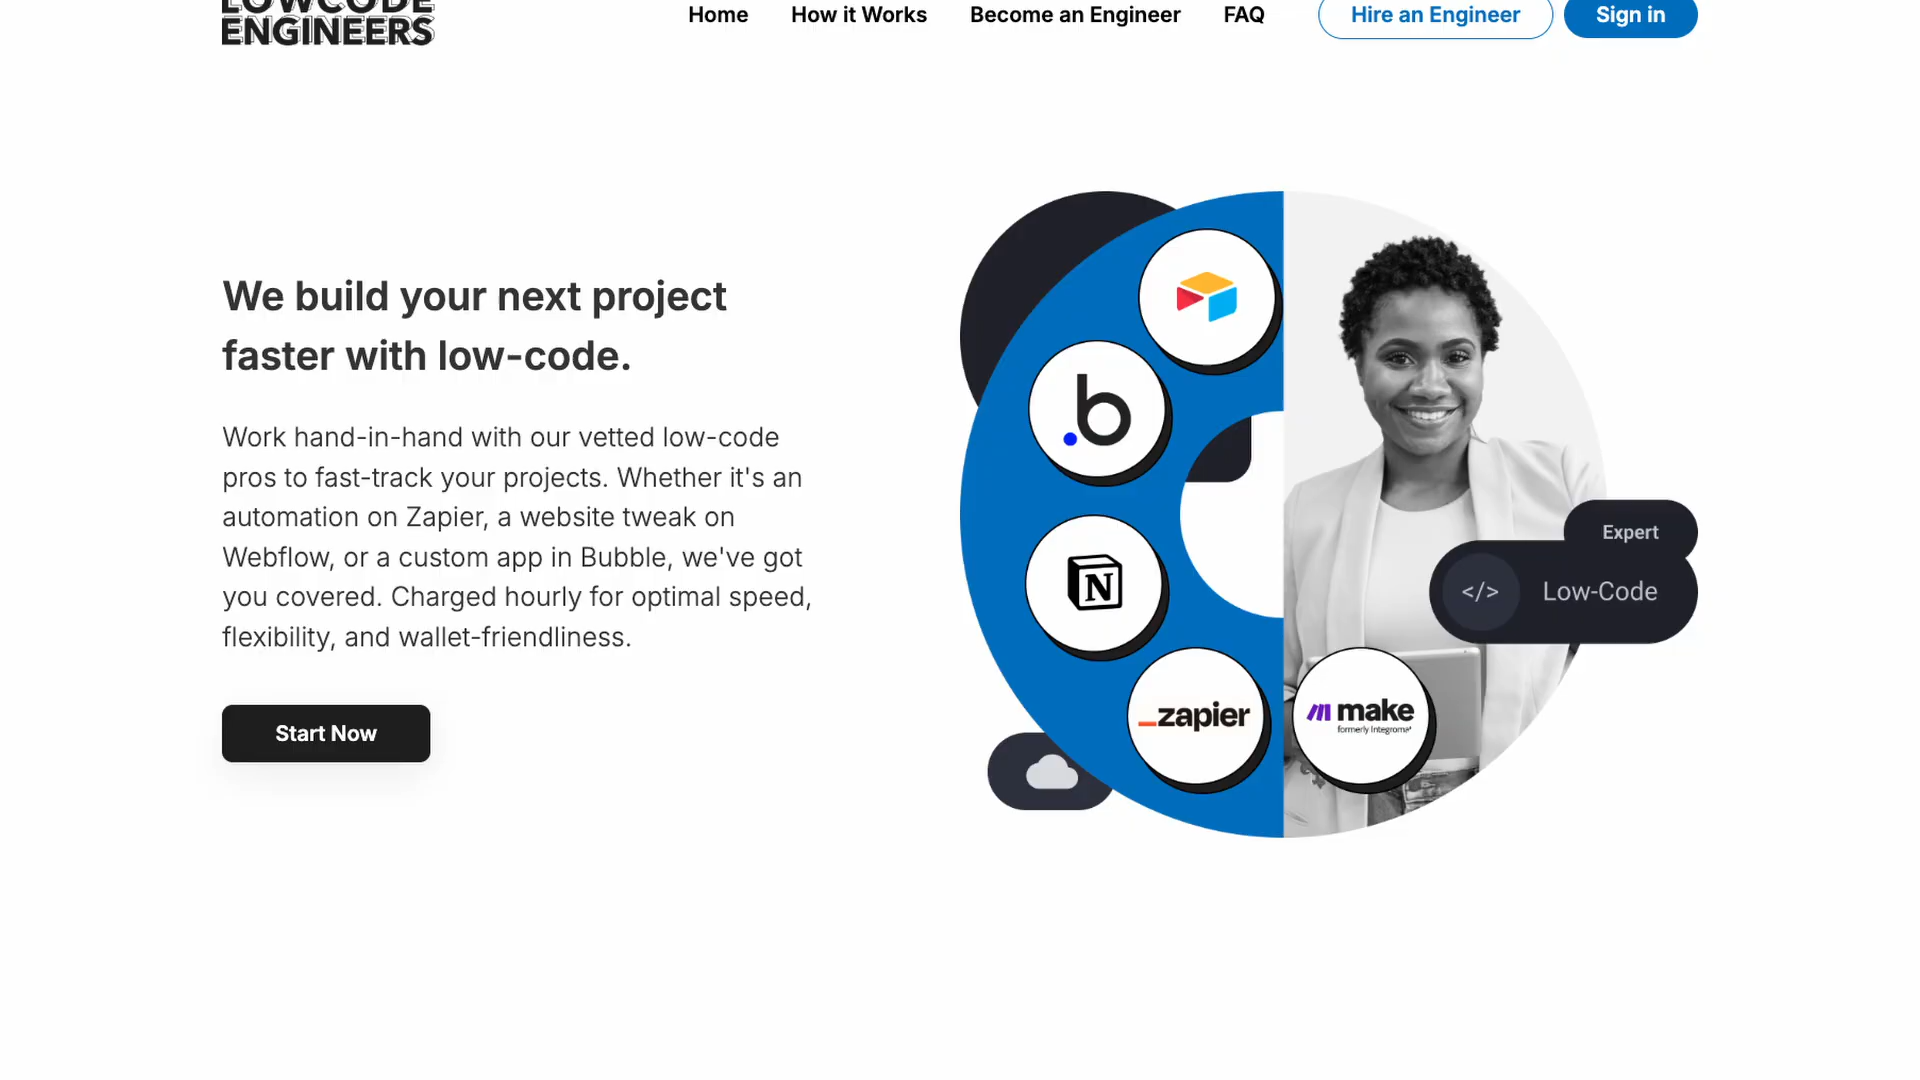 LOWCODE
ENGINEERS
Home
How it Works
Become an Engineer
FAQ
Hire an Engineer
Sign in
We build your next project
faster with low-code.
Work hand-in-hand with our vetted low-code
pros to fast-track your projects. Whether it's an
automation on Zapier, a website tweak on
Webflow, or a custom app in Bubble, we've got
you covered. Charged hourly for optimal speed,
flexibility, and wallet-friendliness.
Start Now
b
N
zapier
make
formerly Integromat
Expert
</> Low-Code